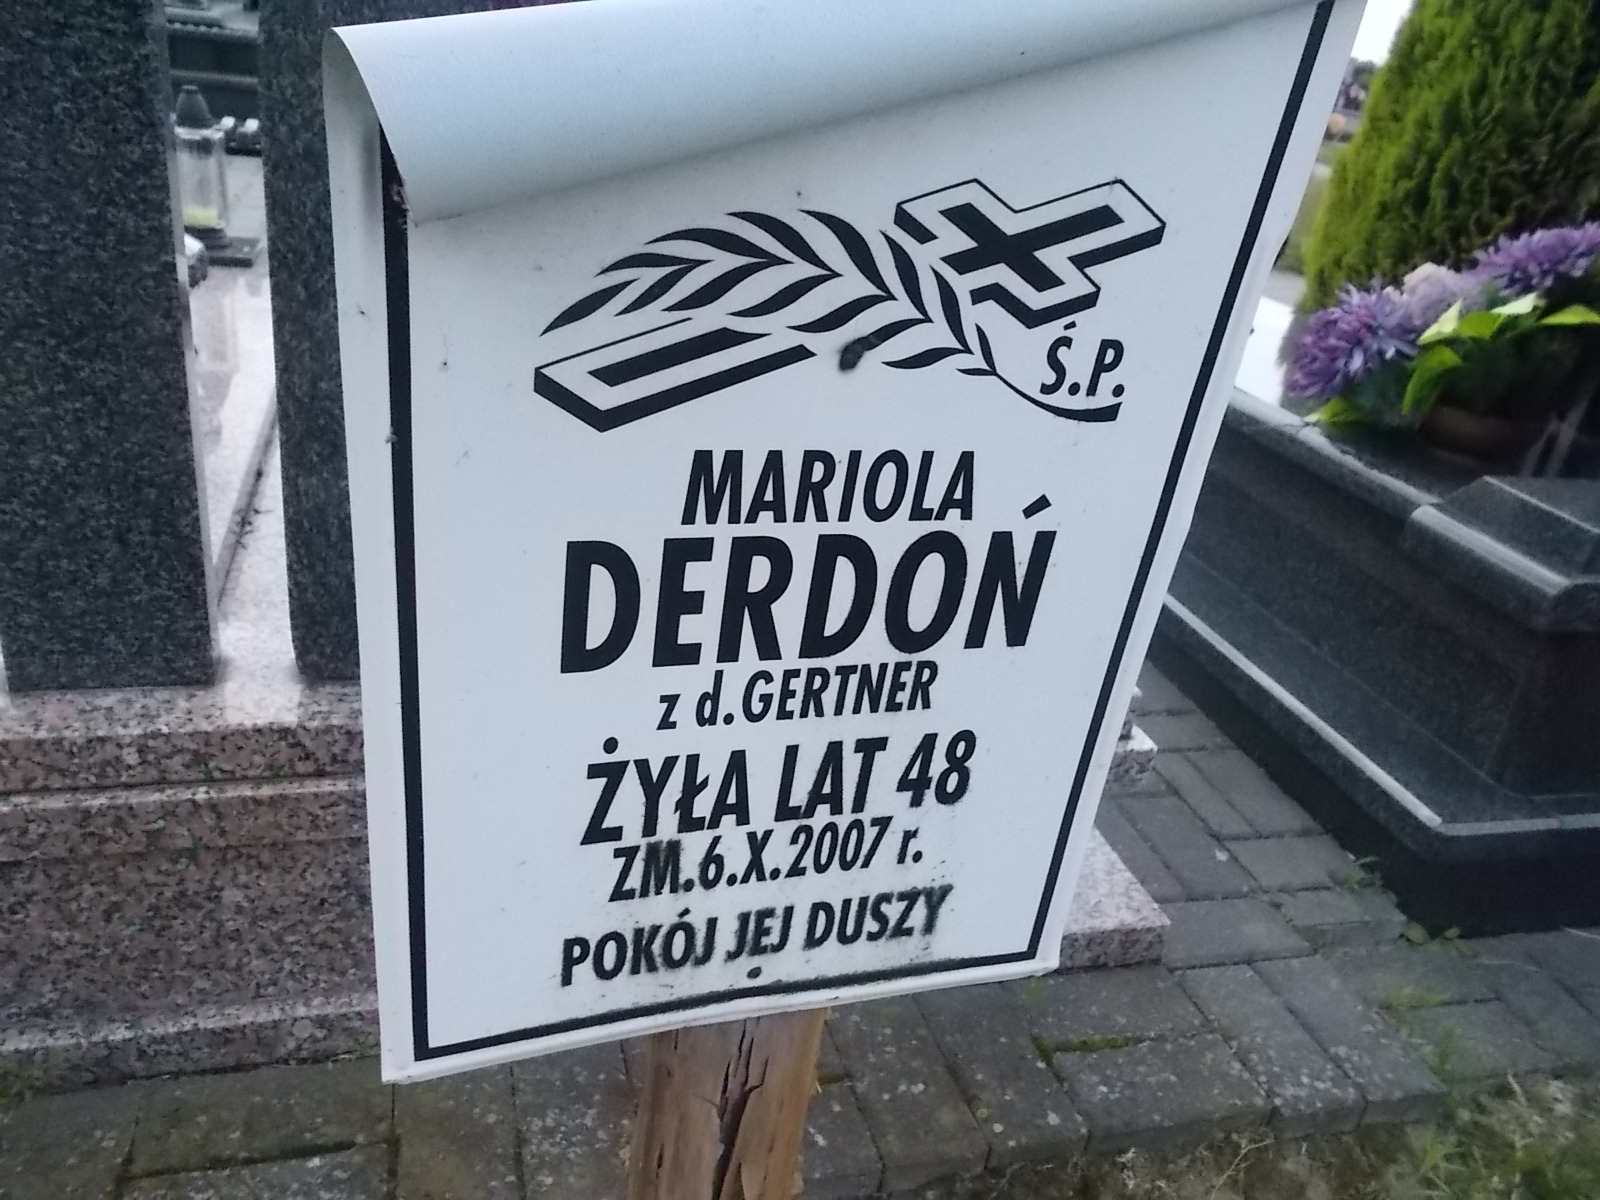 Ś.P.
MARIOLA
DERDOŃ
z d.GERTNER
ŻYŁA LAT 48
ZM.6.X.2007 r.
POKÓJ JEJ DUSZY